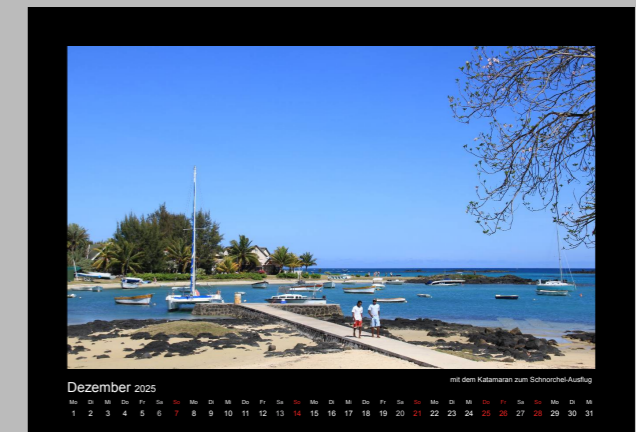 mit dem Katamaran zum Schnorchel-Ausflug
Dezember 2025
Mo Di Mi Do Fr Sa So Mo Di Mi Do Fr Sa So Mo Di Mi Do Fr Sa So Mo Di Mi Do Fr Sa So Mo Di Mi
1 2 3 4 5 6 7 8 9 10 11 12 13 14 15 16 17 18 19 20 21 22 23 24 25 26 27 28 29 30 31